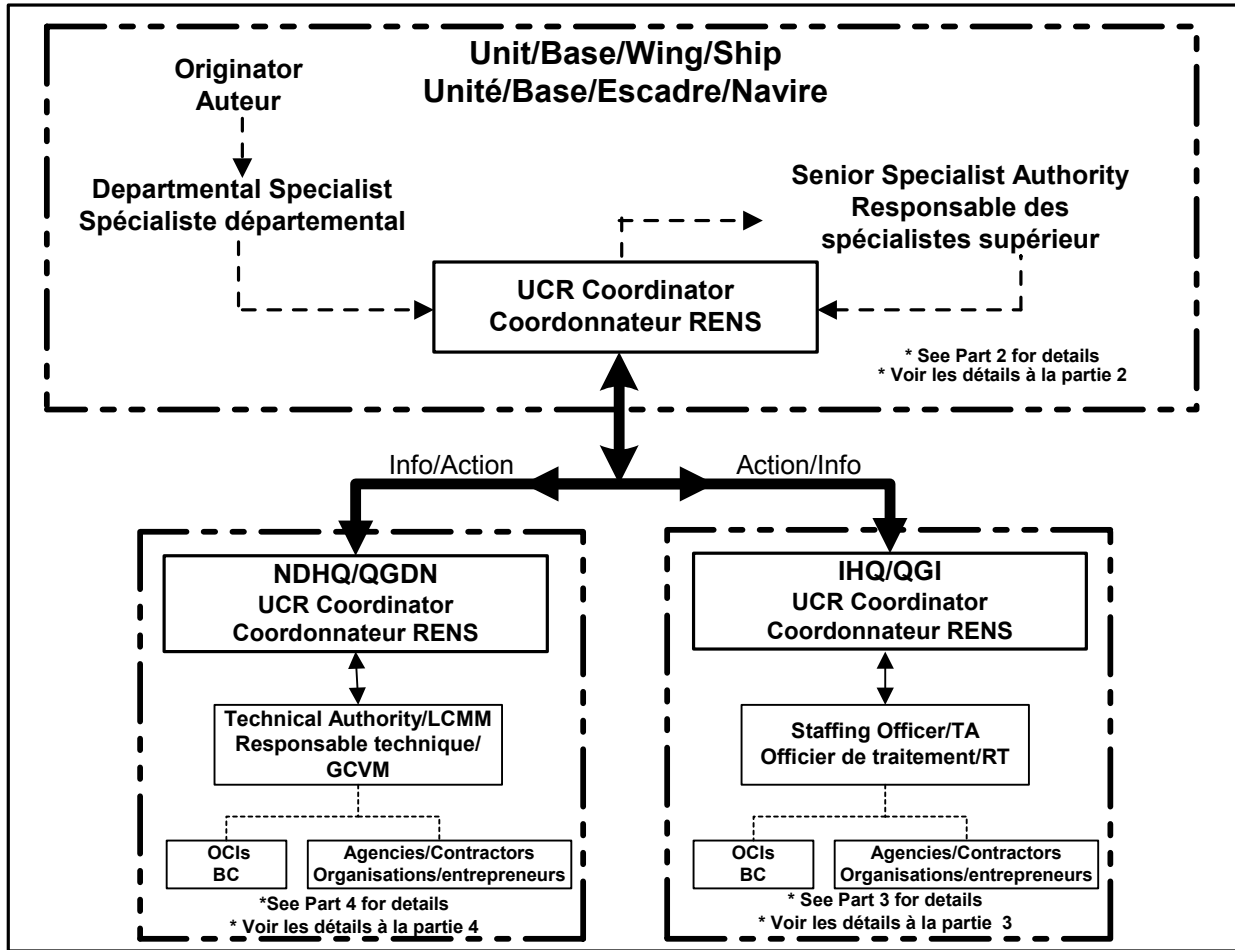 Unit/Base/Wing/Ship
Unité/Base/Escadre/Navire
Originator
Auteur
Departmental Specialist
Spécialiste départemental
Senior Specialist Authority
Responsable des
spécialistes supérieur
UCR Coordinator
Coordonnateur RENS
* See Part 2 for details
* Voir les détails à la partie 2
Info/Action
Action/Info
NDHQ/QGDN
UCR Coordinator
Coordonnateur RENS
Technical Authority/LCMM
Responsable technique/
GCVM
OCIs
BC
Agencies/Contractors
Organisations/entrepreneurs
*See Part 4 for details
* Voir les détails à la partie 4
IHQ/QGI
UCR Coordinator
Coordonnateur RENS
Staffing Officer/TA
Officier de traitement/RT
OCIs
BC
Agencies/Contractors
Organisations/entrepreneurs
* See Part 3 for details
* Voir les détails à la partie 3